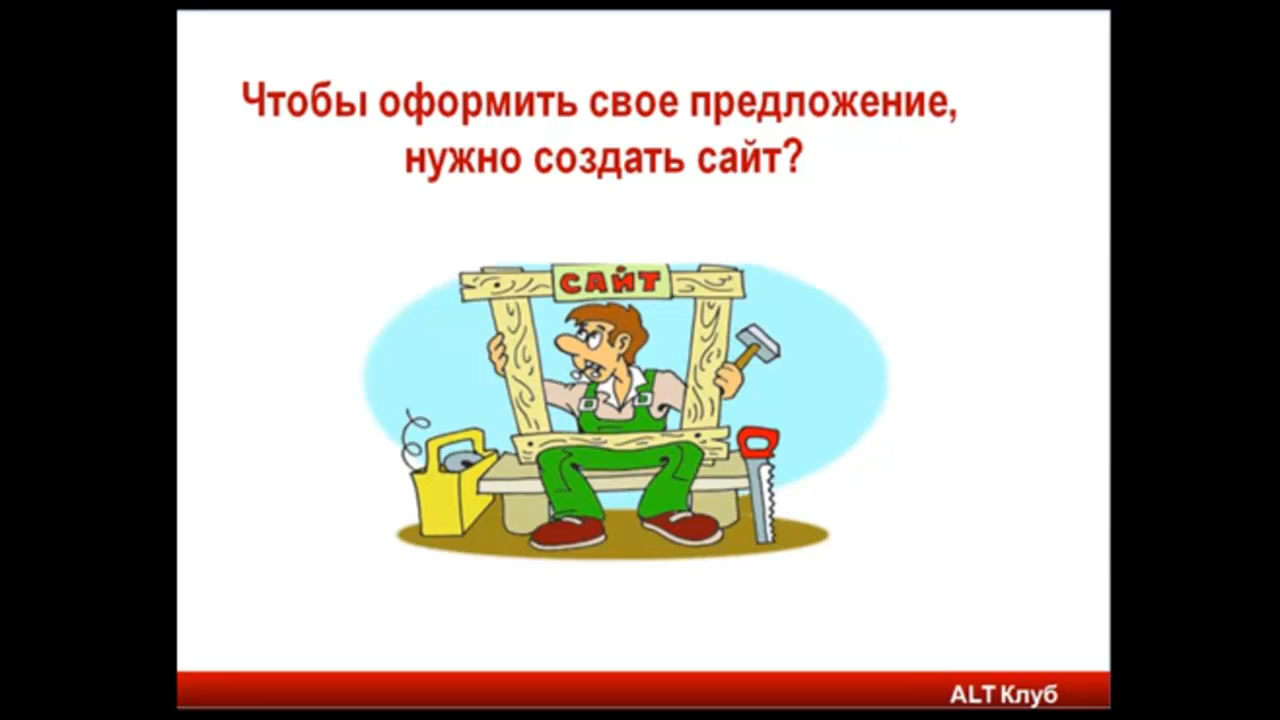 Чтобы оформить свое предложение,
нужно создать сайт?
САЙТ
ALT Клуб